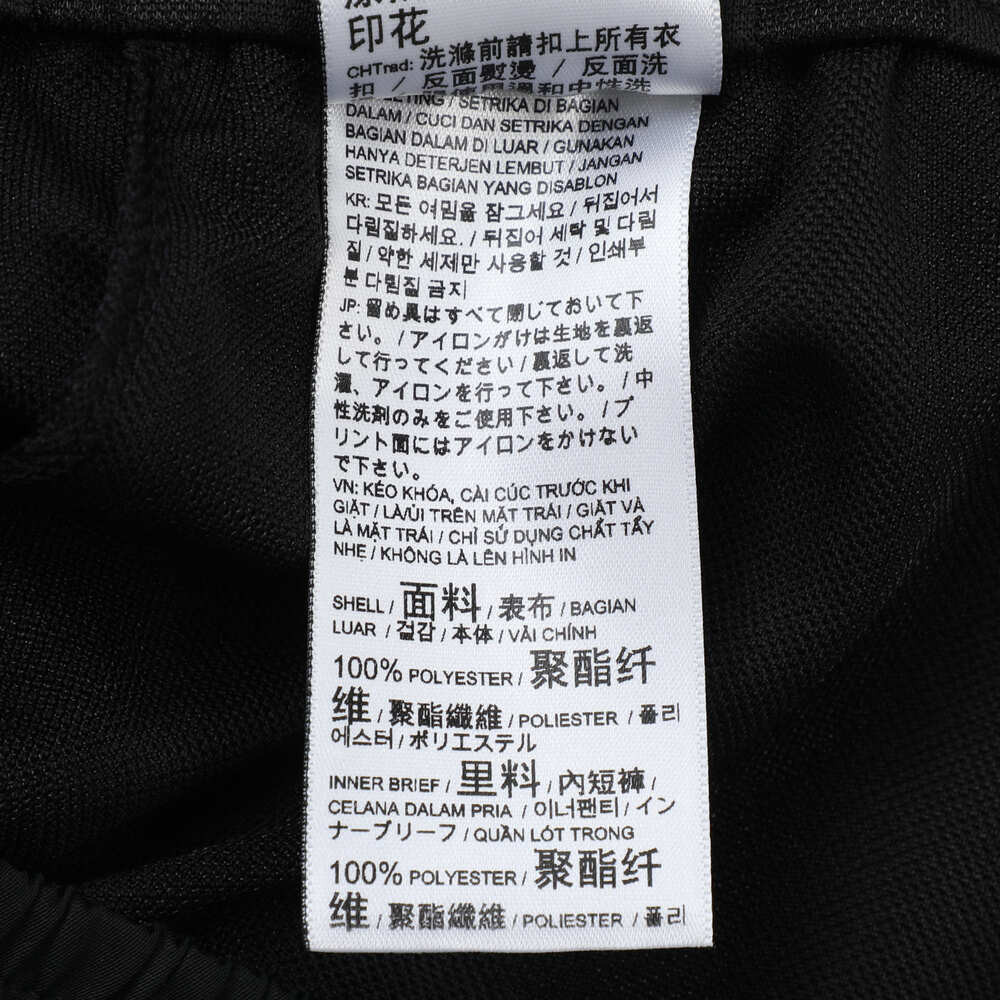 印花
CHTrad: 洗滌前請扣上所有衣
扣 / 反面熨燙 / 反面洗
SETRIKA DI BAGIAN
DALAM / CUCI DAN SETRIKA DENGAN
BAGIAN DALAM DI LUAR / GUNAKAN
HANYA DETERJEN LEMBUT / JANGAN
SETRIKA BAGIAN YANG DISABLON
KR: 모든 여밈을 잠그세요 / 뒤집어서
다림질하세요. / 뒤집어 세탁 및 다림
질 / 약한 세제만 사용할 것 / 인쇄부
분 다림질 금지
JP: 留め具はすべて閉じておいて下
さい。 / アイロンがけは生地を裏返
して行ってください / 裏返して洗
濯、アイロンを行って下さい。 / 中
性洗剤のみをご使用下さい。 / プ
リント面にはアイロンをかけない
で下さい。
VN: KÉO KHÓA, CÀI CÚC TRƯỚC KHI
GIẶT / LÀ/ỦI TRÊN MẶT TRÁI / GIẶT VÀ
LÀ MẶT TRÁI / CHỈ SỬ DỤNG CHẤT TẨY
NHẸ / KHÔNG LÀ LÊN HÌNH IN
SHELL / 面料 / 表布 / BAGIAN
LUAR / 겉감 / 本体 / VẢI CHÍNH
100% POLYESTER / 聚酯纤
维 / 聚酯纖維 / POLIESTER / 폴리
에스터 / ポリエステル
INNER BRIEF / 里料 / 內短褲 /
CELANA DALAM PRIA / 이너팬티 / イン
ナーブリーフ / QUẦN LÓT TRONG
100% POLYESTER / 聚酯纤
维 / 聚酯纖維 / POLIESTER / 폴리